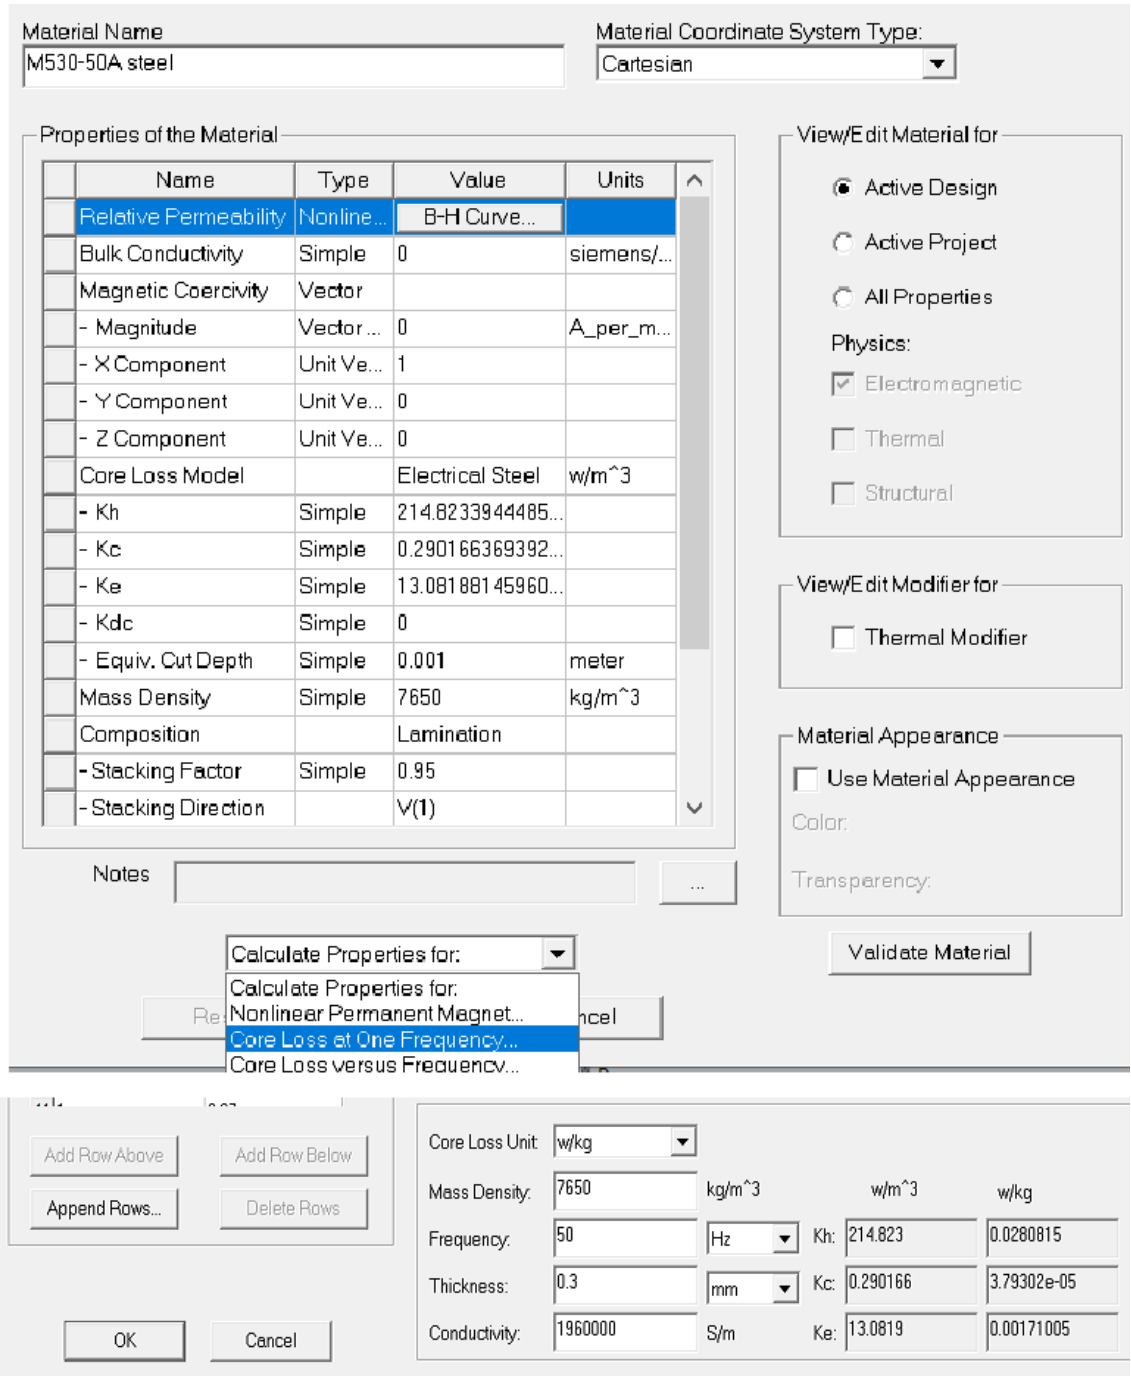 Material Name
Material Coordinate System Type:
M530-50A steel
Cartesian
Properties of the Material
View/Edit Material for
Name Type Value Units
Relative Permeability Nonline... B-H Curve...
Bulk Conductivity Simple 0 siemens/...
Magnetic Coercivity Vector
- Magnitude Vector ... 0 A_per_m...
- X Component Unit Ve... 1
- Y Component Unit Ve... 0
- Z Component Unit Ve... 0
Core Loss Model Electrical Steel w/m^3
- Kh Simple 214.8233944485...
- Kc Simple 0.290166369392...
- Ke Simple 13.08188145960...
- Kdc Simple 0
- Equiv. Cut Depth Simple 0.001 meter
Mass Density Simple 7650 kg/m^3
Composition Lamination
- Stacking Factor Simple 0.95
- Stacking Direction V(1)
Active Design
Active Project
All Properties
Physics:
Electromagnetic
Thermal
Structural
View/Edit Modifier for
Thermal Modifier
Material Appearance
Use Material Appearance
Color:
Transparency:
Notes
...
Validate Material
Calculate Properties for:
Calculate Properties for:
Nonlinear Permanent Magnet...
Core Loss at One Frequency...
Core Loss versus Frequency...
Add Row Above
Add Row Below
Append Rows...
Delete Rows
OK
Cancel
Core Loss Unit: w/kg
Mass Density: 7650 kg/m^3 w/m^3 w/kg
Frequency: 50 Hz Kh: 214.823 0.0280815
Thickness: 0.3 mm Kc: 0.290166 3.79302e-05
Conductivity: 1960000 S/m Ke: 13.0819 0.00171005